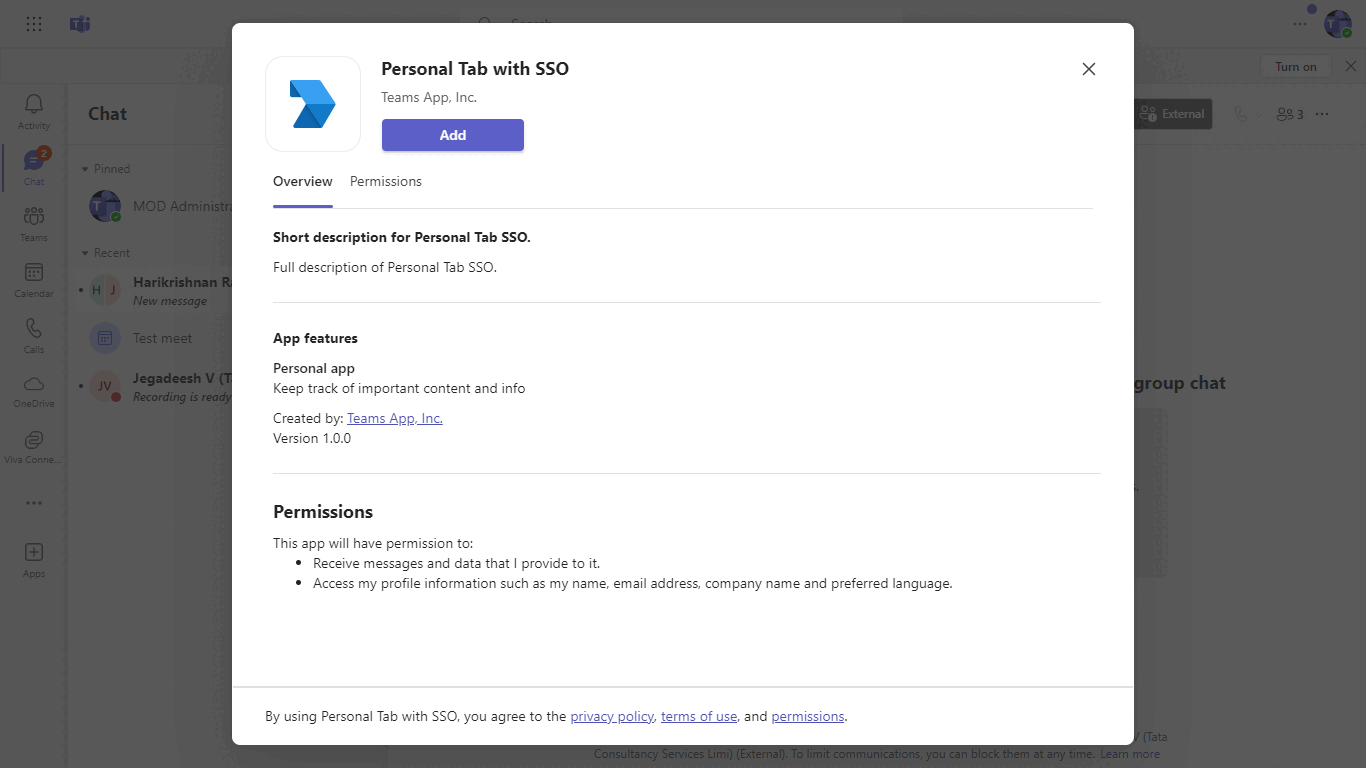 Search
Turn on
Activity
Chat
2
Chat
Teams
Calendar
Calls
OneDrive
Viva Conne...
Apps
Pinned
T
MOD Administra
Recent
HJ
Harikrishnan Ra
New message
Test meet
JV
Jegadeesh V (Ta
Recording is ready
Personal Tab with SSO
Teams App, Inc.
Add
Overview Permissions
Short description for Personal Tab SSO.
Full description of Personal Tab SSO.
App features
Personal app
Keep track of important content and info
Created by: Teams App, Inc.
Version 1.0.0
Permissions
This app will have permission to:
• Receive messages and data that I provide to it.
• Access my profile information such as my name, email address, company name and preferred language.
By using Personal Tab with SSO, you agree to the privacy policy, terms of use, and permissions.
External
3
group chat
s.
V (Tata
Consultancy Services Limi) (External). To limit communications, you can block them at any time. Learn more